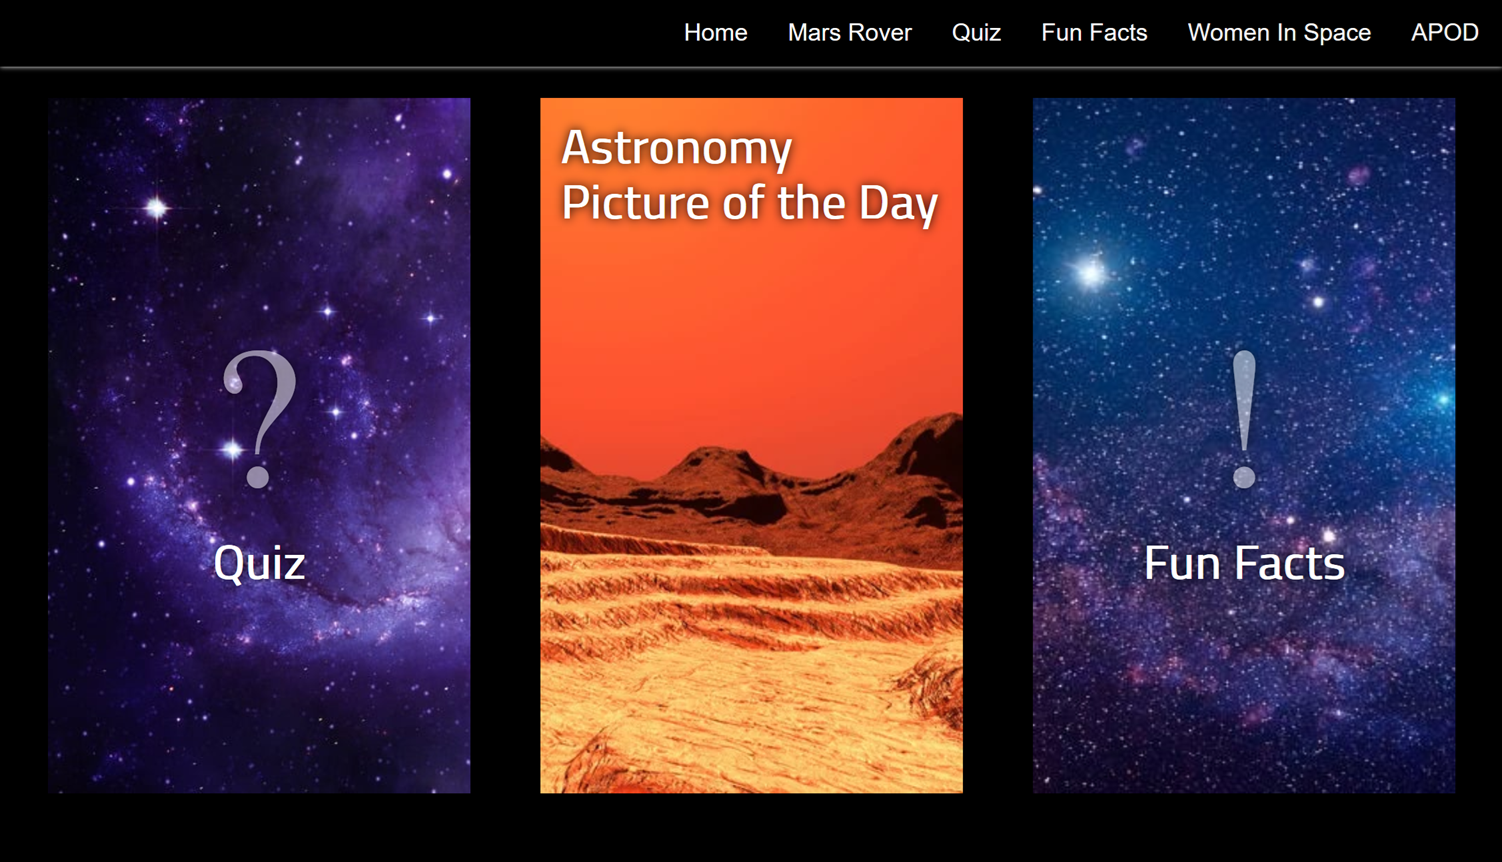 Home Mars Rover Quiz Fun Facts Women In Space APOD
?
Quiz
Astronomy
Picture of the Day
!
Fun Facts